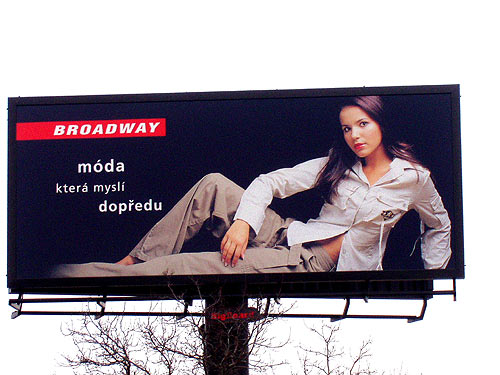 BROADWAY
móda
která myslí
dopředu